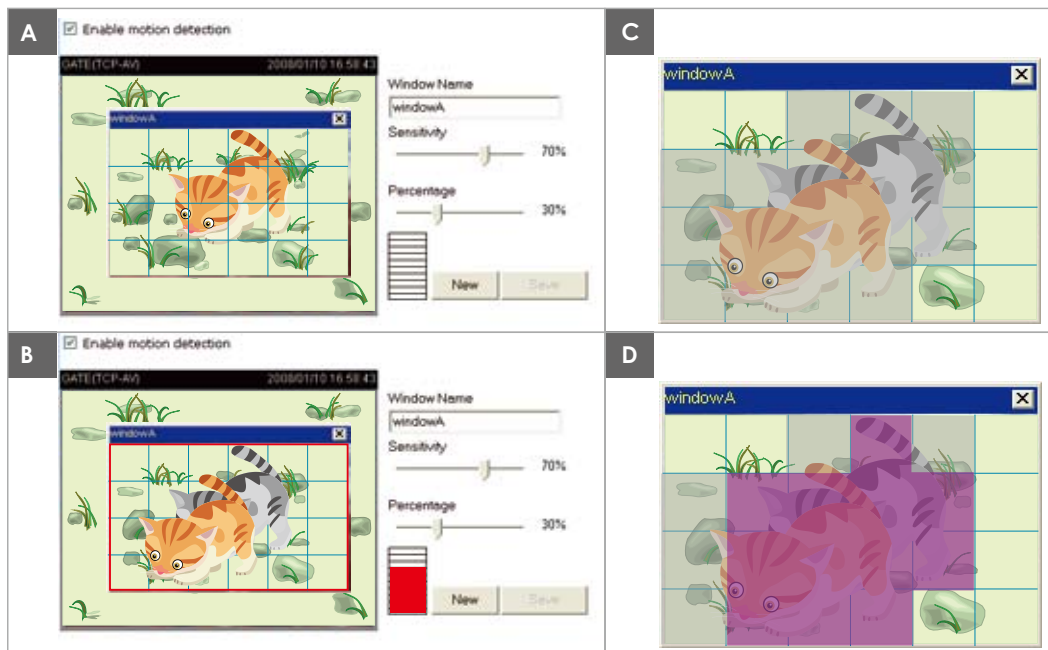 A
Enable motion detection
GATE(TCP-AV) 2008/01/10 16:58:43
windowA
Window Name
windowA
Sensitivity
70%
Percentage
30%
New Save
B
Enable motion detection
GATE(TCP-AV) 2008/01/10 16:58:43
windowA
Window Name
windowA
Sensitivity
70%
Percentage
30%
New Save
C
windowA
D
windowA